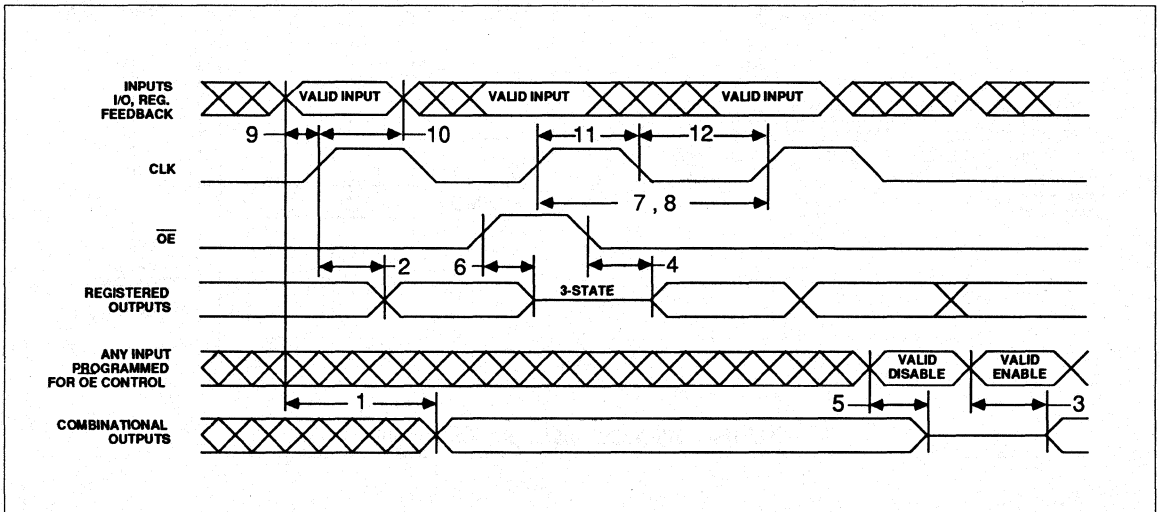 INPUTS
I/O, REG.
FEEDBACK
VALID INPUT
VALID INPUT
VALID INPUT
9
10
11
12
CLK
7 , 8
OE
2
6
4
REGISTERED
OUTPUTS
3-STATE
ANY INPUT
PROGRAMMED
FOR OE CONTROL
VALID
DISABLE
VALID
ENABLE
1
5
3
COMBINATIONAL
OUTPUTS